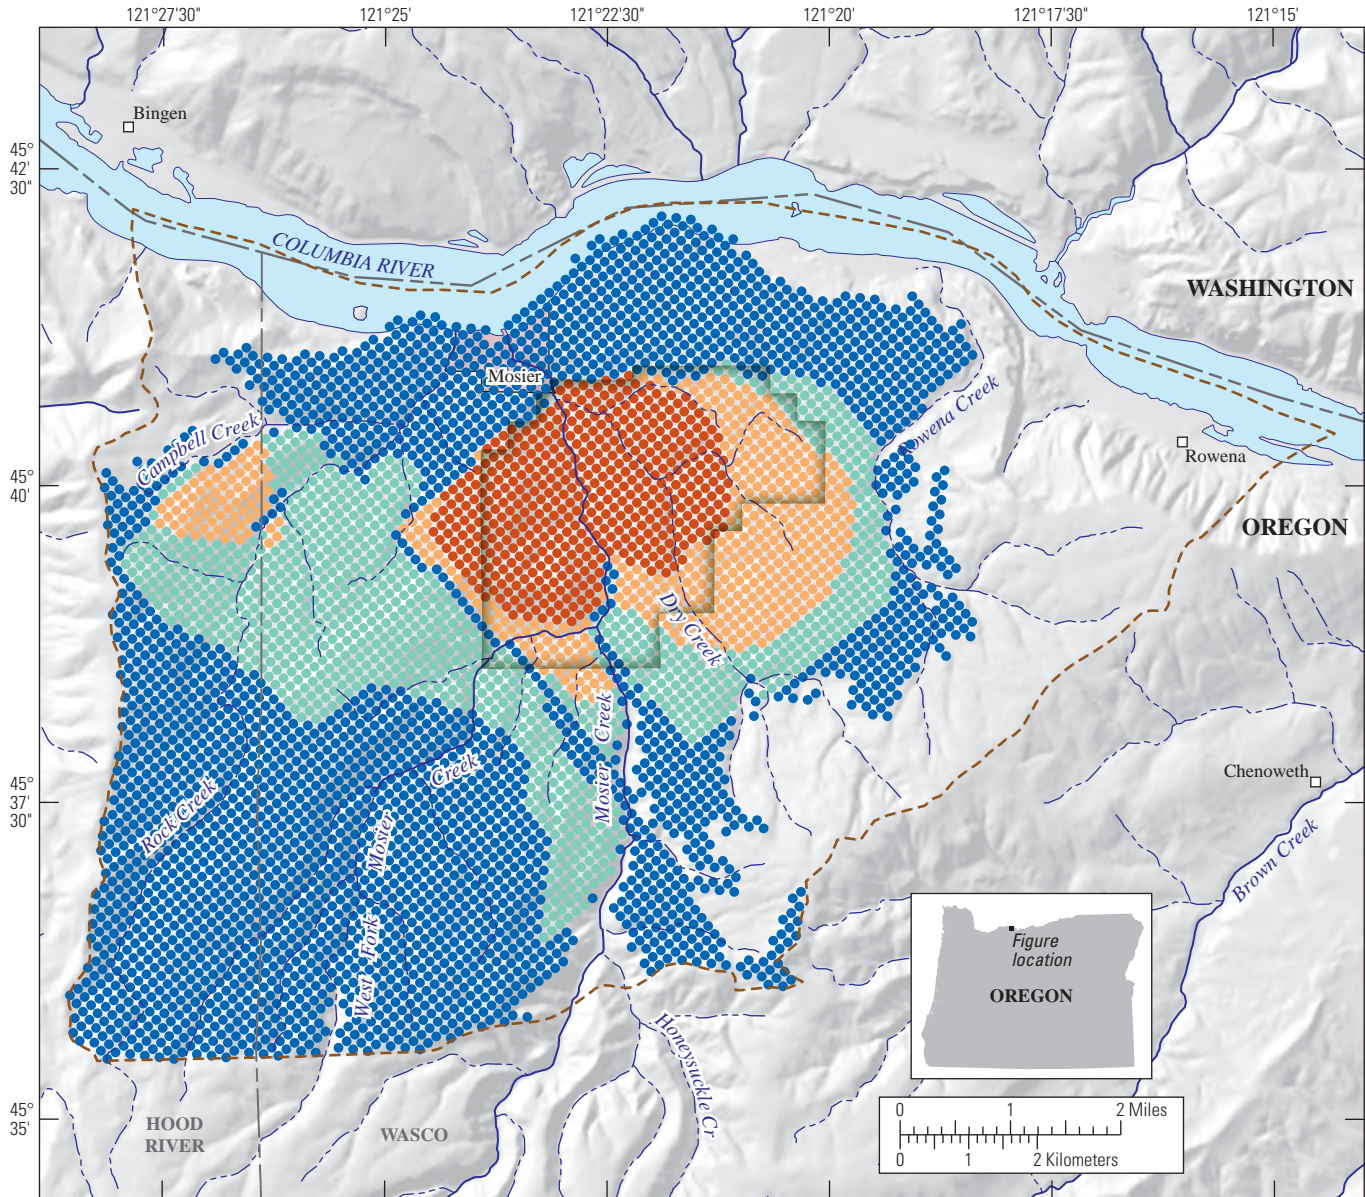 121°27'30"
121°25'
121°22'30"
121°20'
121°17'30"
121°15'
Bingen
45°
42'
30"
COLUMBIA RIVER
WASHINGTON
Mosier
Rowena Creek
Campbell Creek
Rowena
45°
40'
OREGON
Dry Creek
Mosier Creek
Creek
Chenoweth
45°
37'
30"
Rock Creek
West Fork Mosier
Brown Creek
Figure
location
OREGON
Honeysuckle Cr
0 1 2 Miles
0 1 2 Kilometers
45°
35'
HOOD
RIVER
WASCO